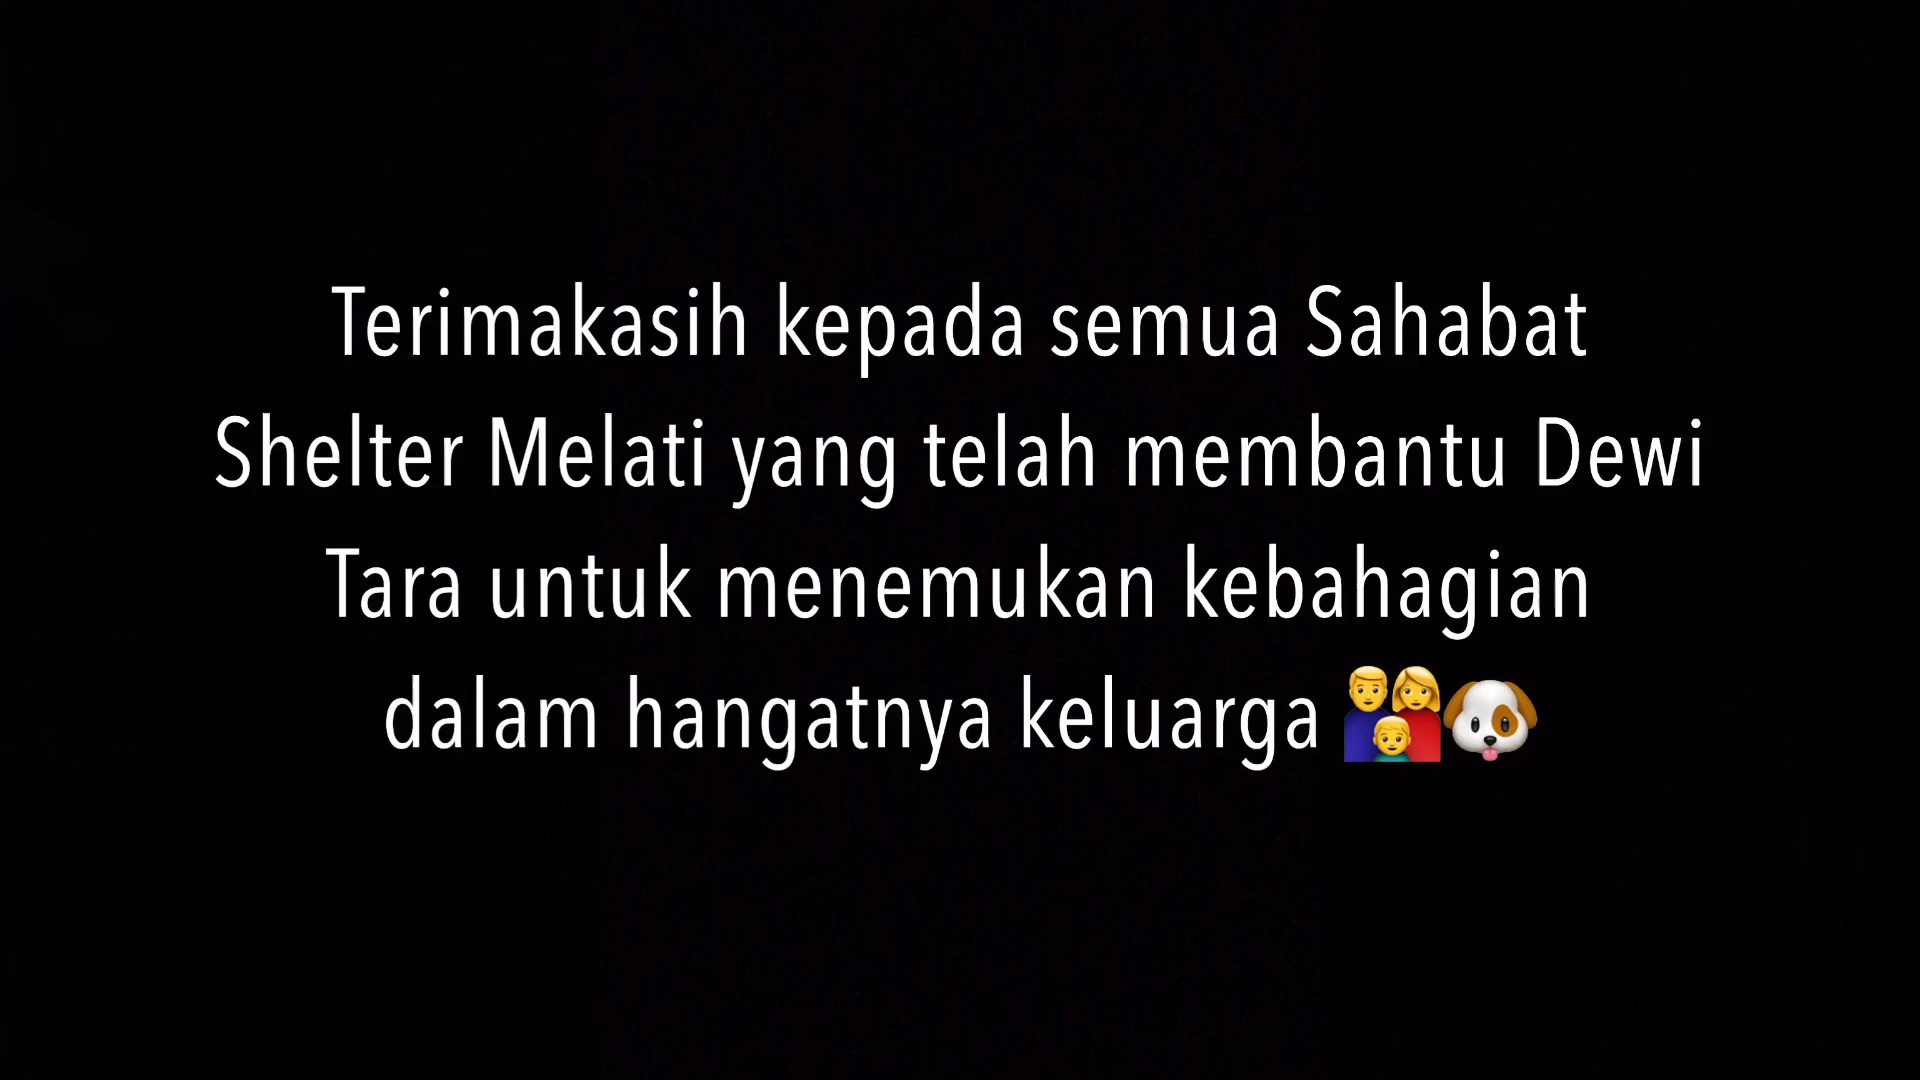 Terimakasih kepada semua Sahabat
Shelter Melati yang telah membantu Dewi
Tara untuk menemukan kebahagian
dalam hangatnya keluarga 👨‍👩‍👦🐶